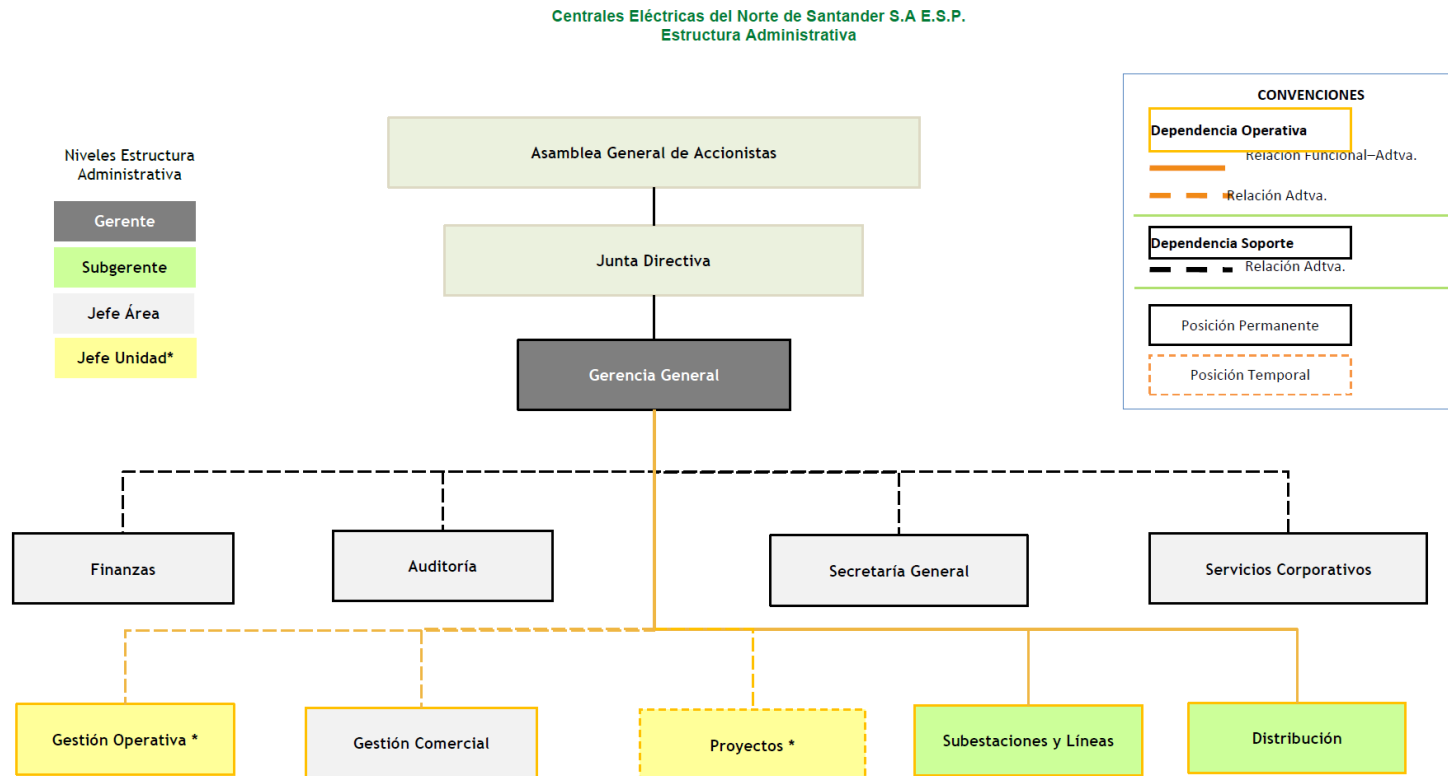 Centrales Eléctricas del Norte de Santander S.A E.S.P.
Estructura Administrativa
CONVENCIONES
Dependencia Operativa
Relación Funcional–Adtva.
Relación Adtva.
Dependencia Soporte
Relación Adtva.
Posición Permanente
Posición Temporal
Niveles Estructura
Administrativa
Gerente
Subgerente
Jefe Área
Jefe Unidad*
Asamblea General de Accionistas
Junta Directiva
Gerencia General
Finanzas
Auditoría
Secretaría General
Servicios Corporativos
Gestión Operativa *
Gestión Comercial
Proyectos *
Subestaciones y Líneas
Distribución